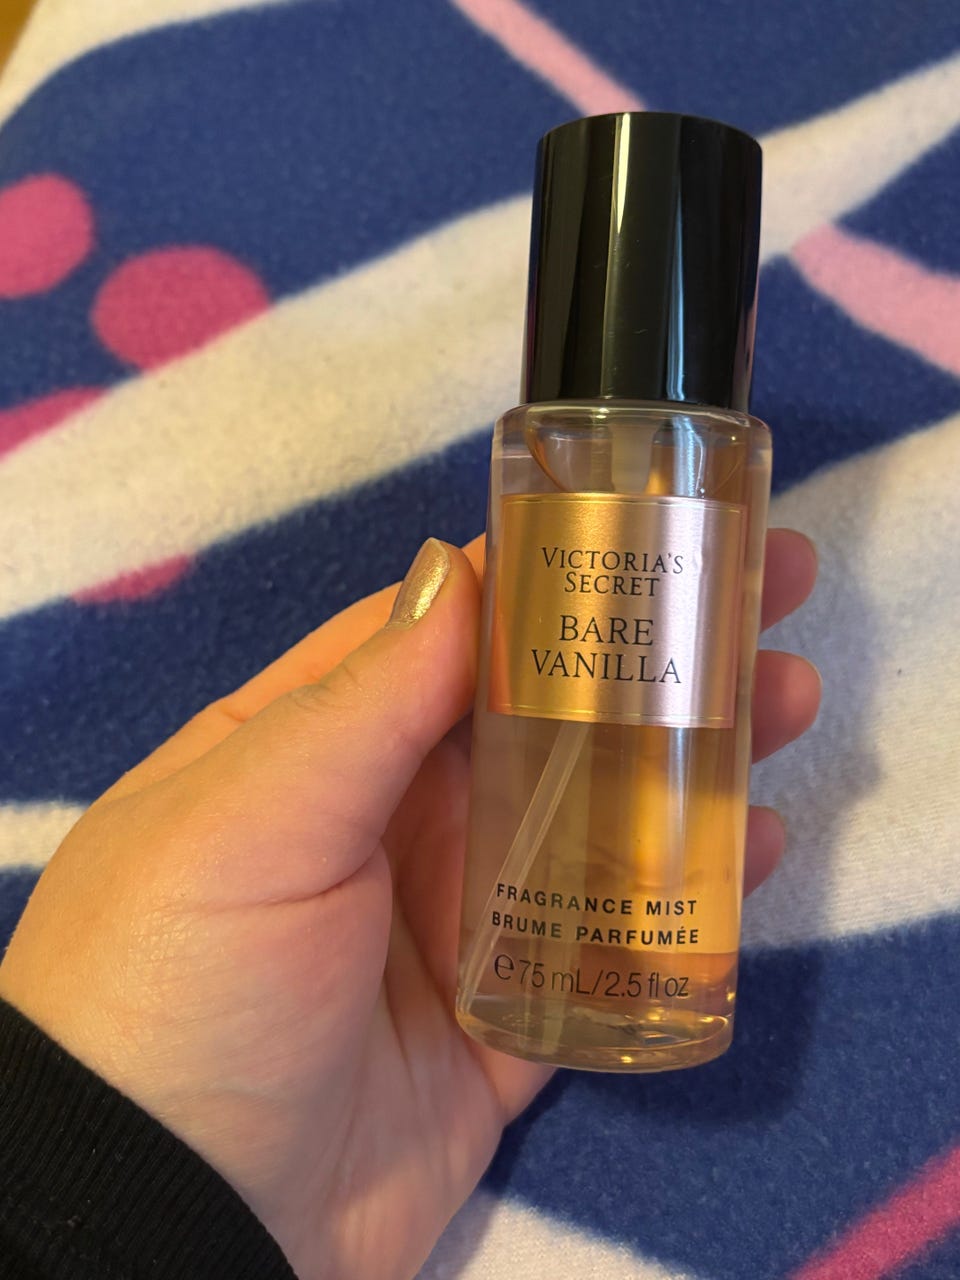 VICTORIA'S
SECRET
BARE
VANILLA
FRAGRANCE MIST
BRUME PARFUMÉE
℮75 mL/2.5 fl oz